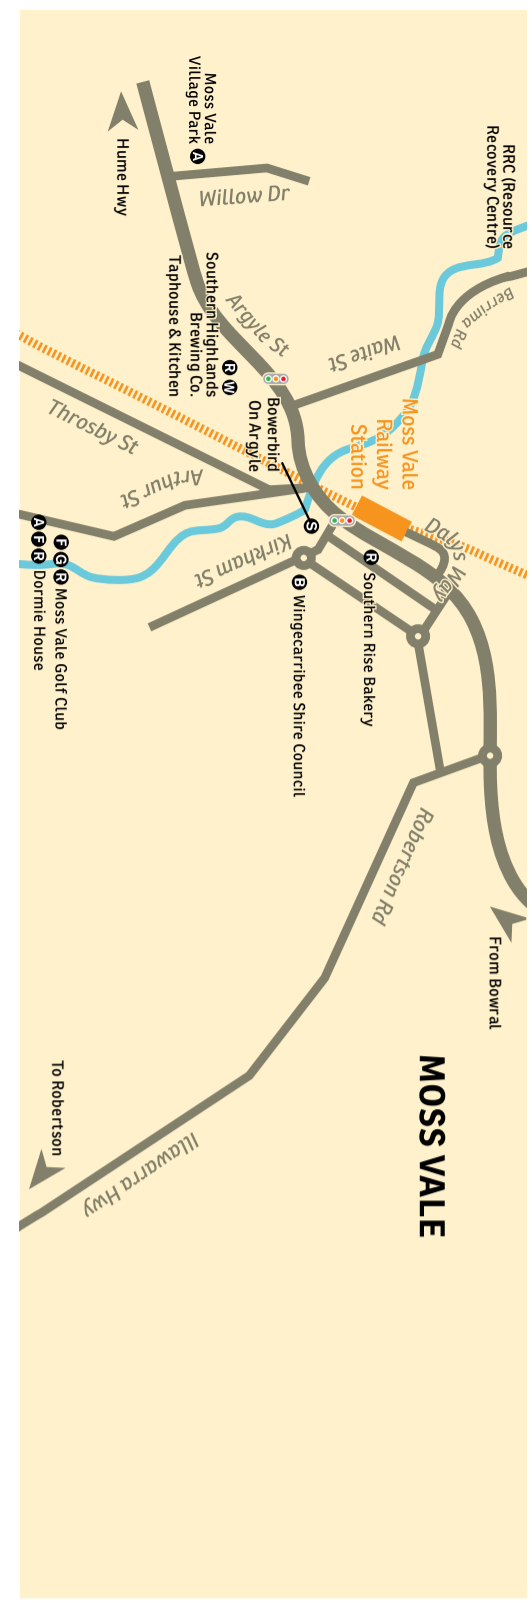 MOSS VALE
RRC (Resource
Recovery Centre)
Berrima Rd
Waite St
Moss Vale
Railway
Station
Dalys Way
From Bowral
Moss Vale
Village Park A
Willow Dr
Hume Hwy
Argyle St
R W
Southern Highlands
Brewing Co.
Taphouse & Kitchen
Bowerbird
On Argyle
S
Throsby St
Arthur St
Kirkham St
R Southern Rise Bakery
B Wingecarribee Shire Council
F G R Moss Vale Golf Club
A F R Dormie House
Robertson Rd
Illawarra Hwy
To Robertson